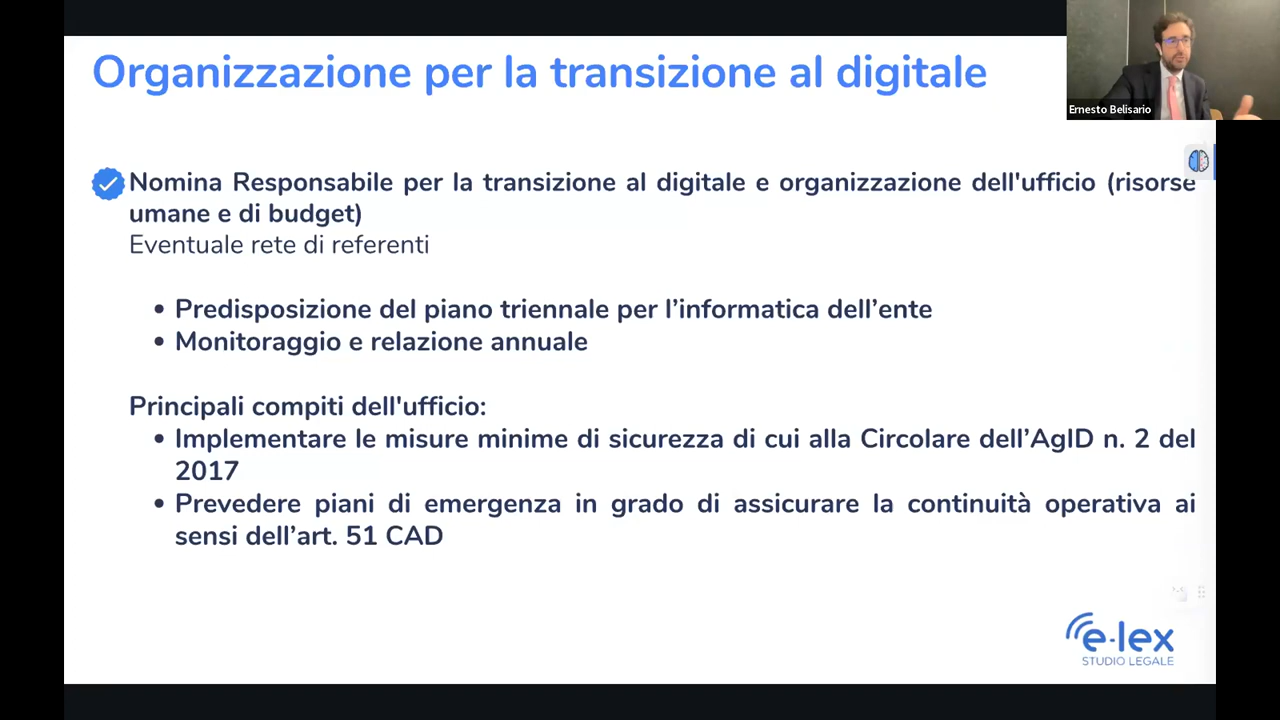 Organizzazione per la transizione al digitale
Ernesto Belisario
Nomina Responsabile per la transizione al digitale e organizzazione dell'ufficio (risorse
umane e di budget)
Eventuale rete di referenti
• Predisposizione del piano triennale per l’informatica dell’ente
• Monitoraggio e relazione annuale
Principali compiti dell'ufficio:
• Implementare le misure minime di sicurezza di cui alla Circolare dell’AgID n. 2 del
2017
• Prevedere piani di emergenza in grado di assicurare la continuità operativa ai
sensi dell’art. 51 CAD
e-lex
STUDIO LEGALE